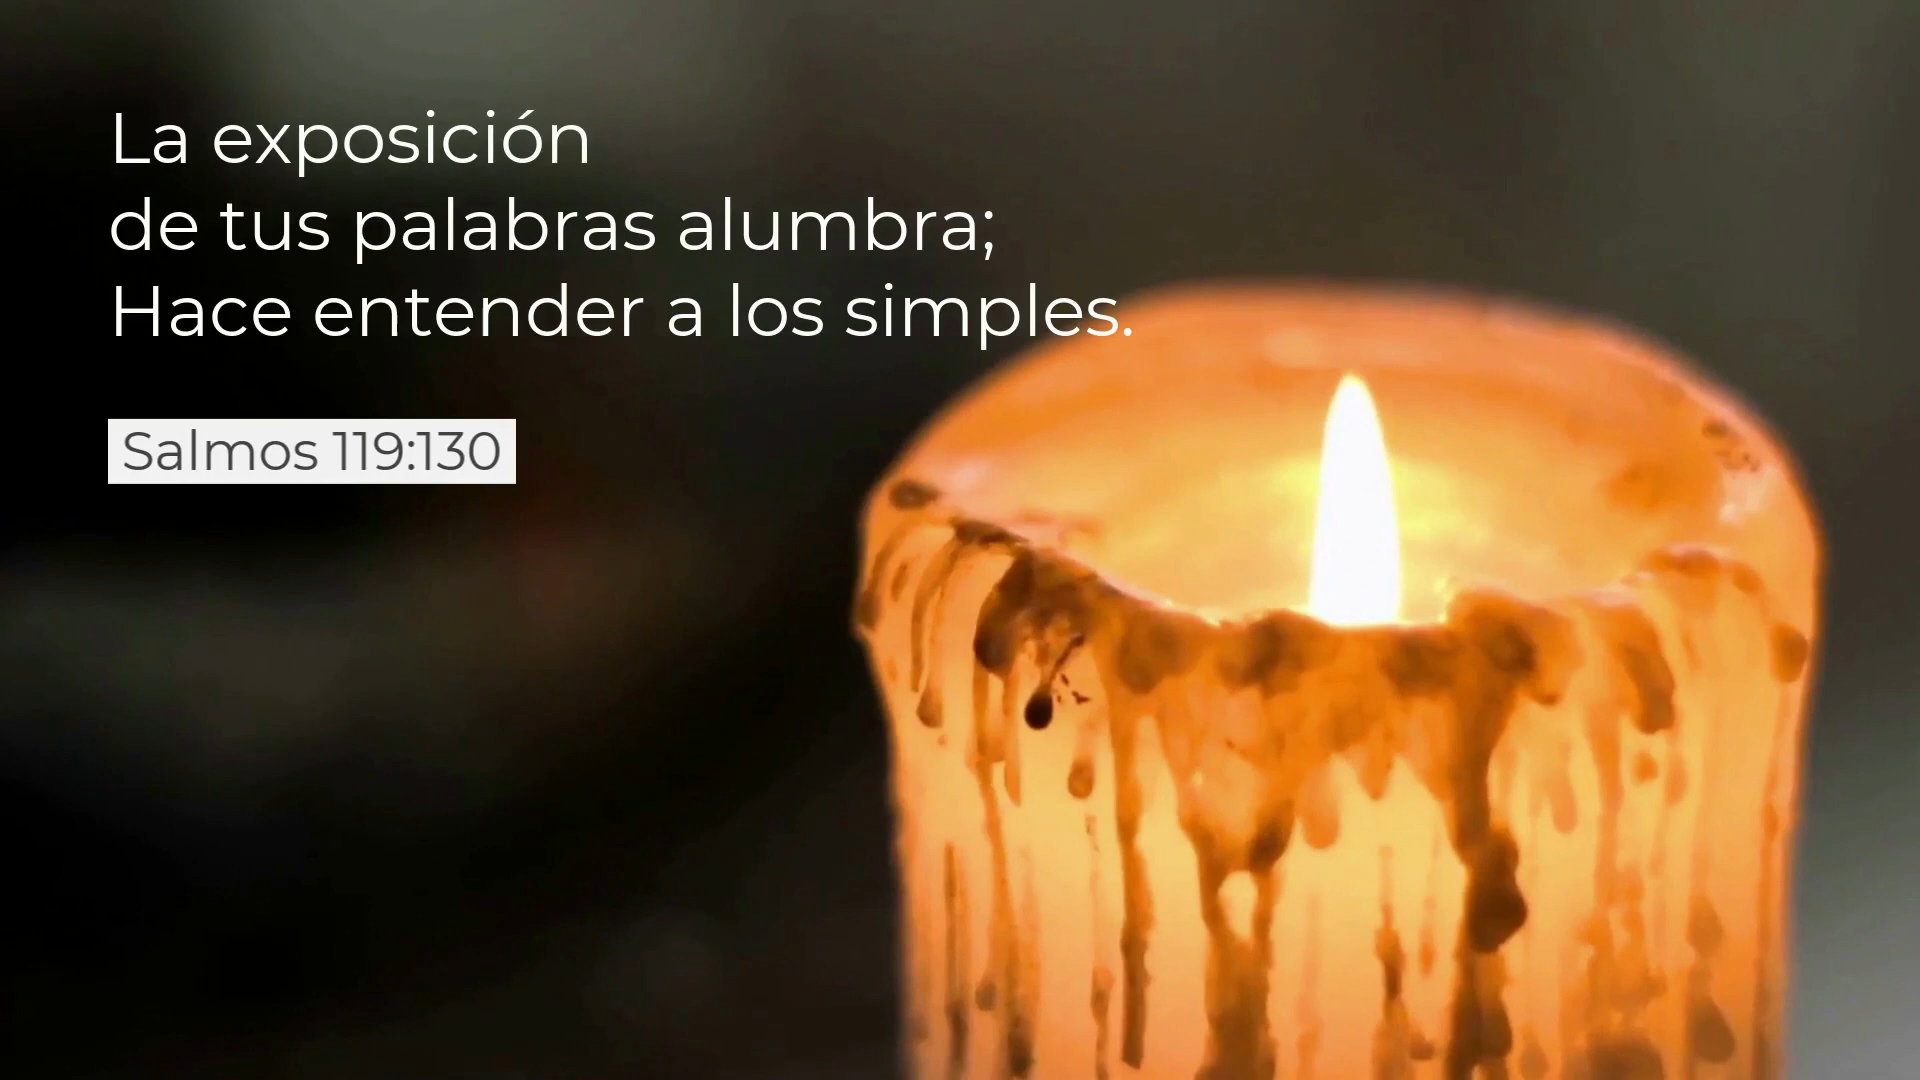 La exposición
de tus palabras alumbra;
Hace entender a los simples.
Salmos 119:130